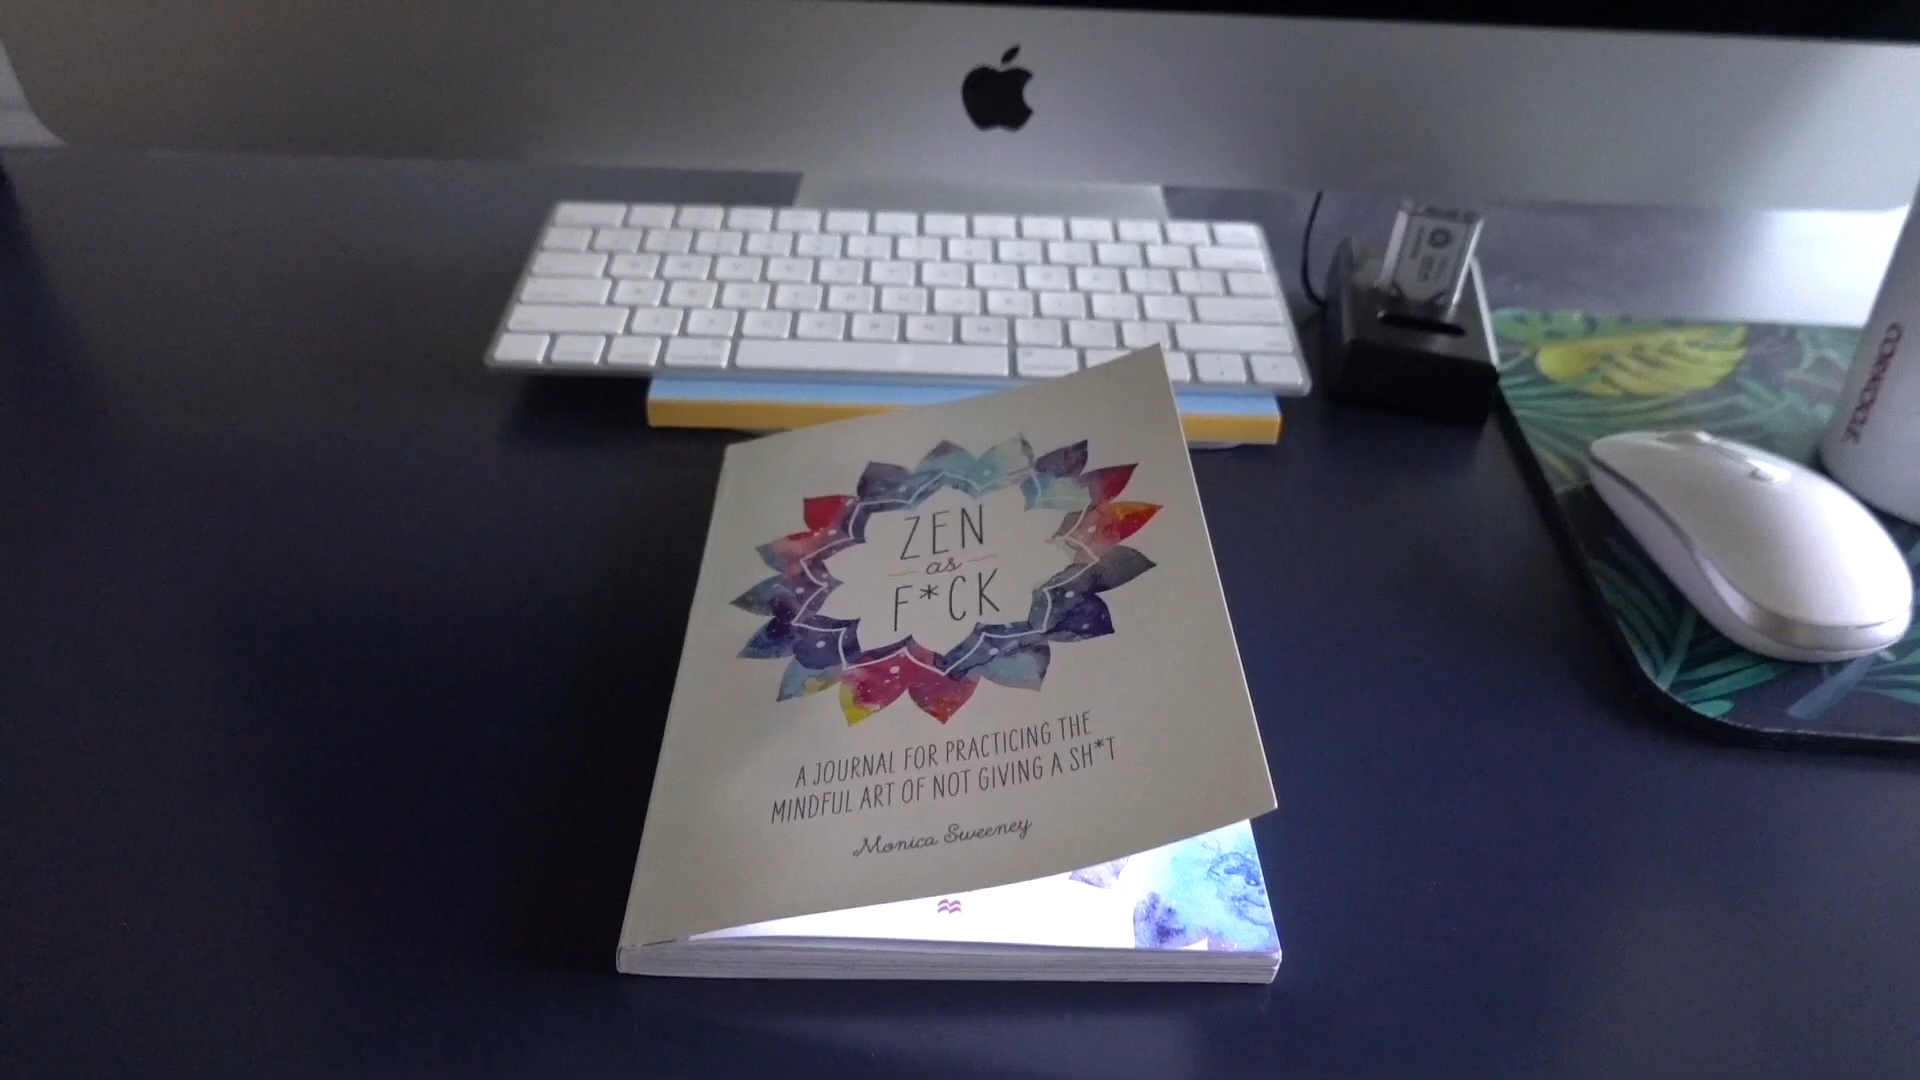 ZEN
as
F*CK
A JOURNAL FOR PRACTICING THE
MINDFUL ART OF NOT GIVING A SH*T
Monica Sweeney